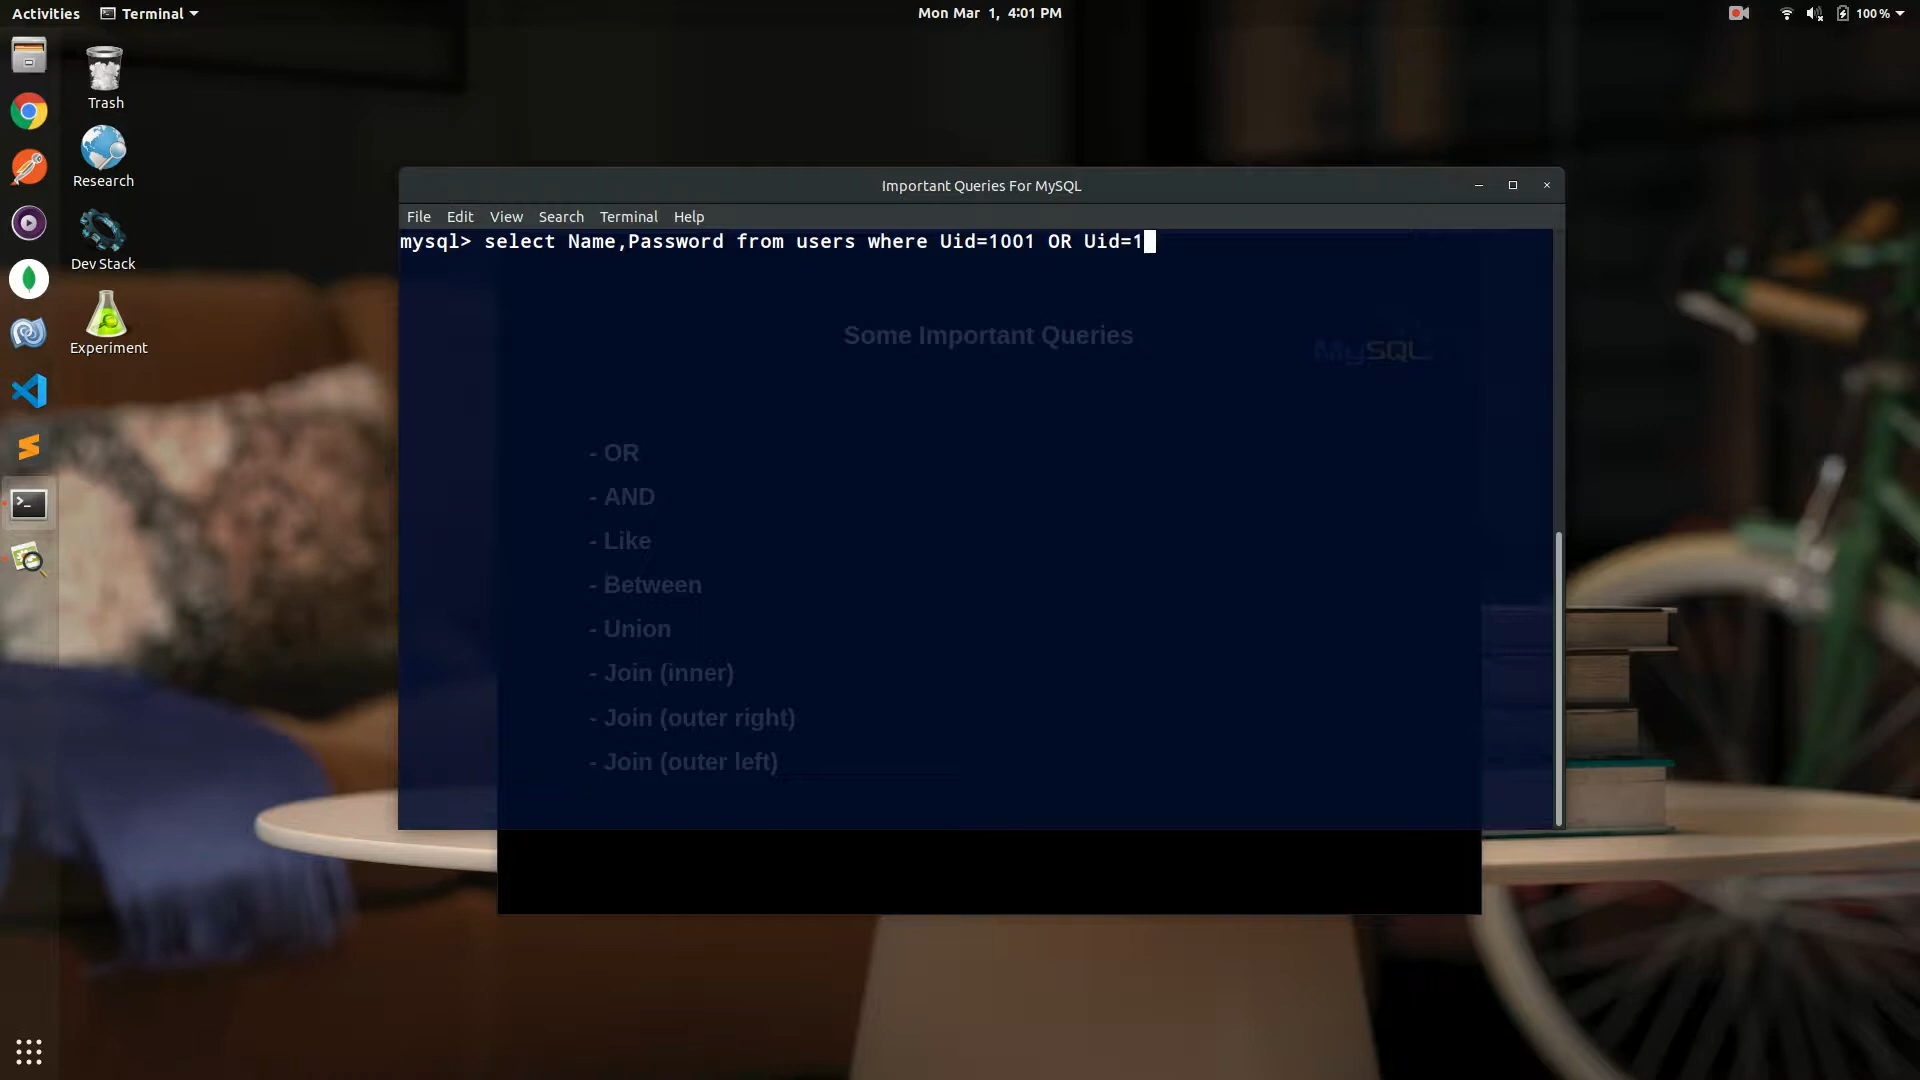 Activities
Terminal
Mon Mar 1, 4:01 PM
100 %
Trash
Research
Dev Stack
Experiment
Important Queries For MySQL
File Edit View Search Terminal Help
mysql> select Name,Password from users where Uid=1001 OR Uid=1
Some Important Queries
MySQL
- OR
- AND
- Like
- Between
- Union
- Join (inner)
- Join (outer right)
- Join (outer left)